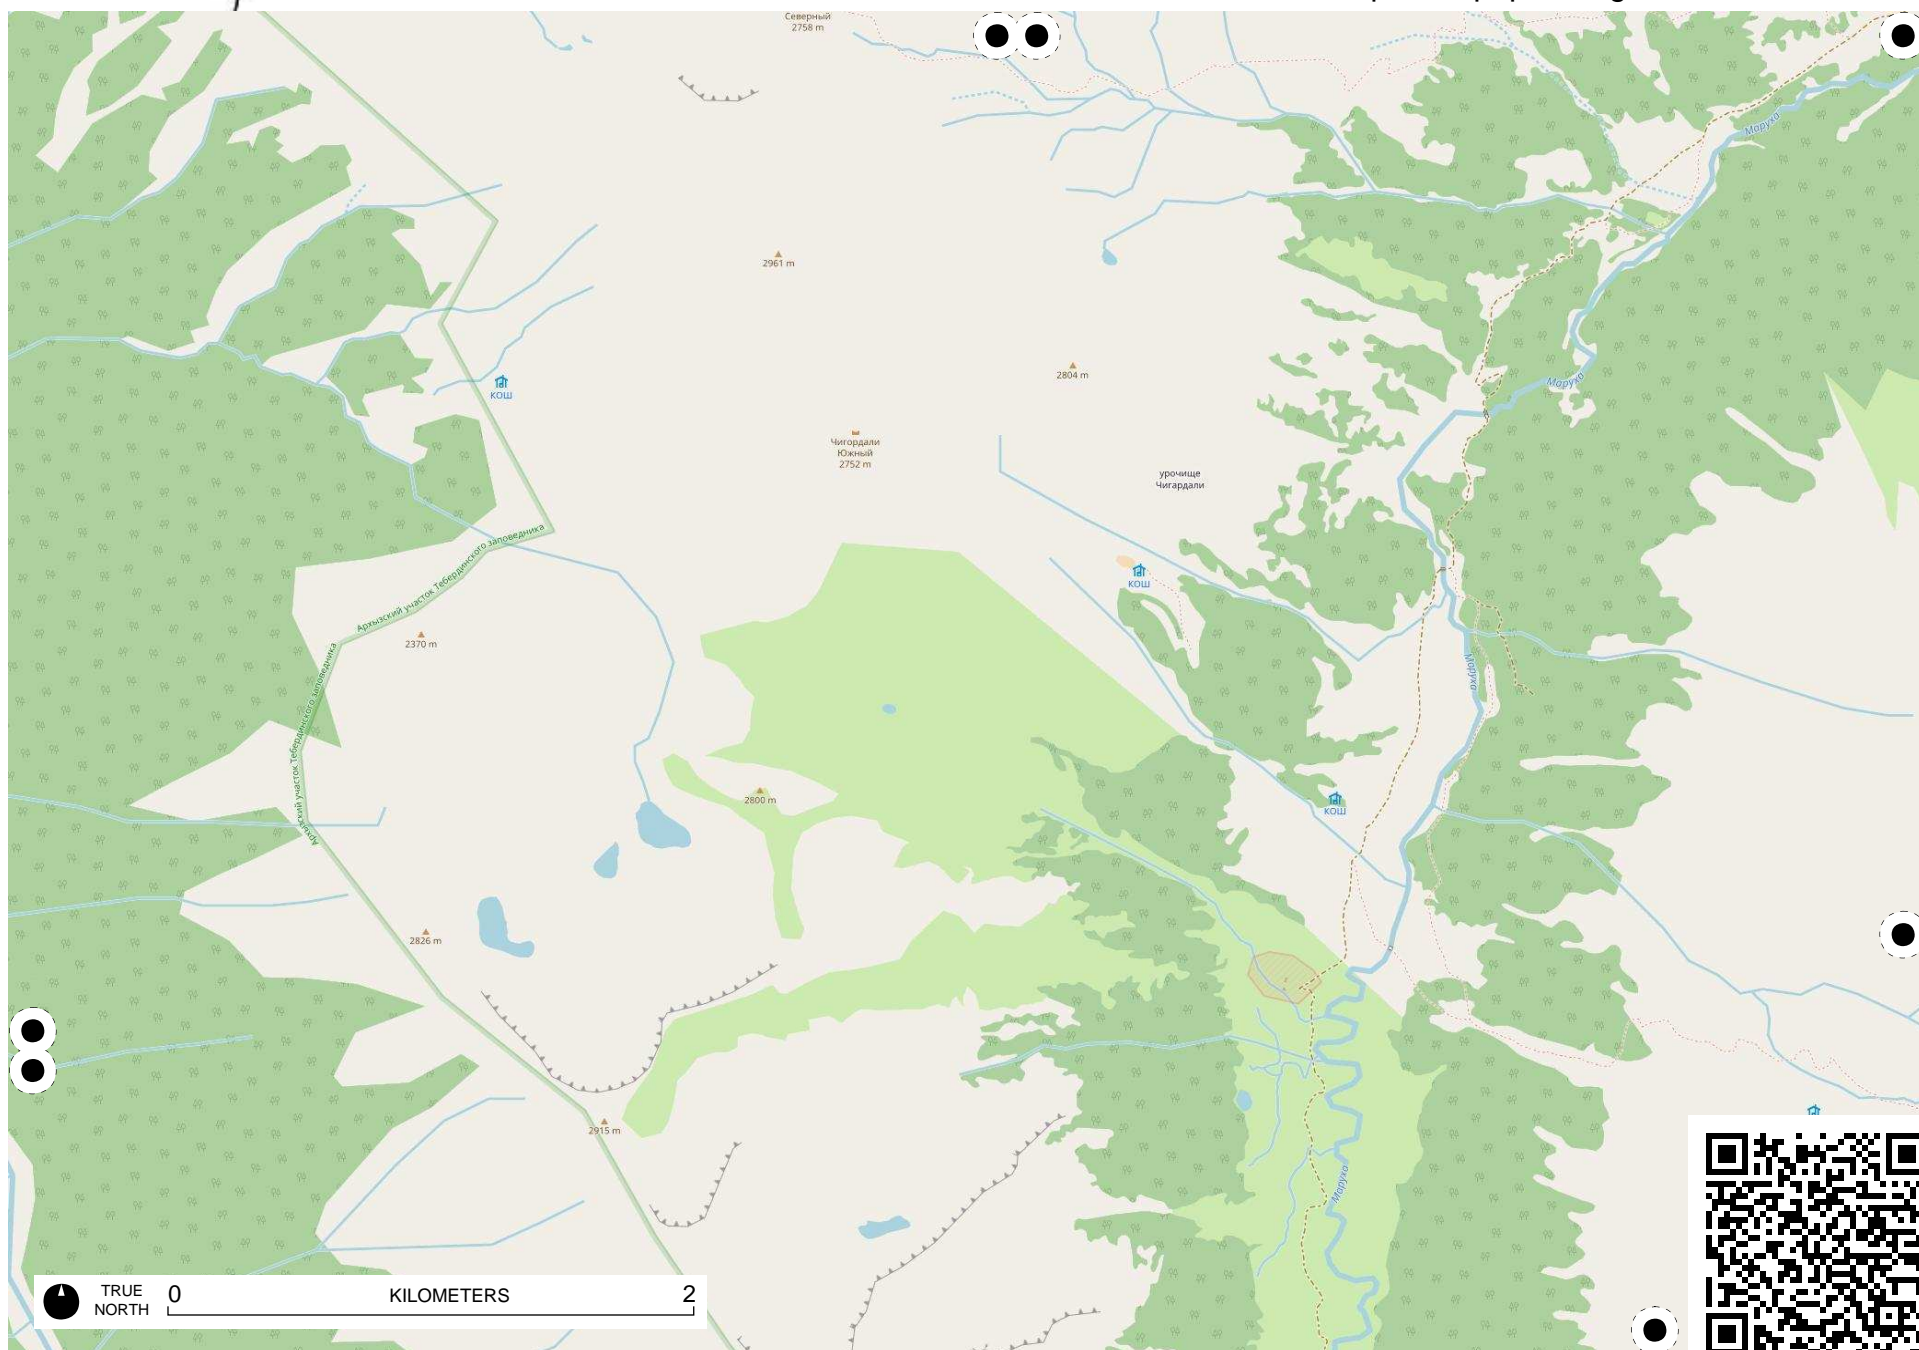 Северный
2758 m
Маруха
2961 m
2804 m
Маруха
КОШ
Чигордали
Южный
2752 m
урочище
Чигардали
Архызский участок Тебердинского заповедника
КОШ
2370 m
Маруха
Архызский участок Тебердинского заповедника
2800 m
КОШ
2826 m
2915 m
Маруха
TRUE
NORTH
0 KILOMETERS 2